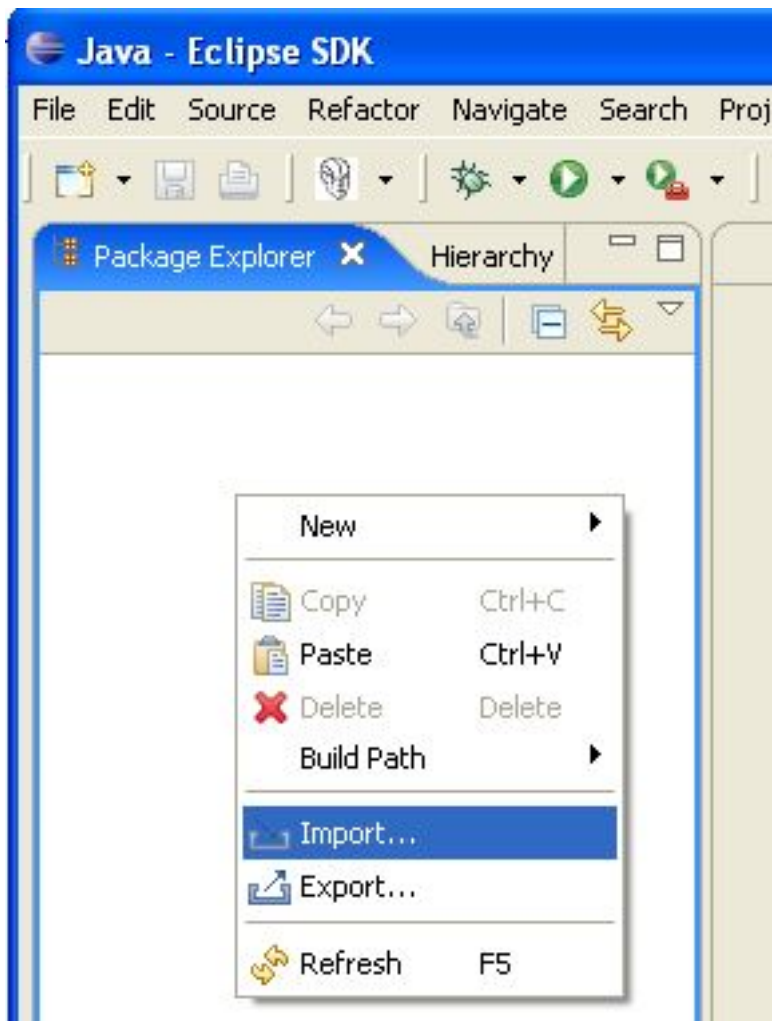 Java - Eclipse SDK
File Edit Source Refactor Navigate Search Proj
Package Explorer Hierarchy
New
Copy Ctrl+C
Paste Ctrl+V
Delete Delete
Build Path
Import...
Export...
Refresh F5